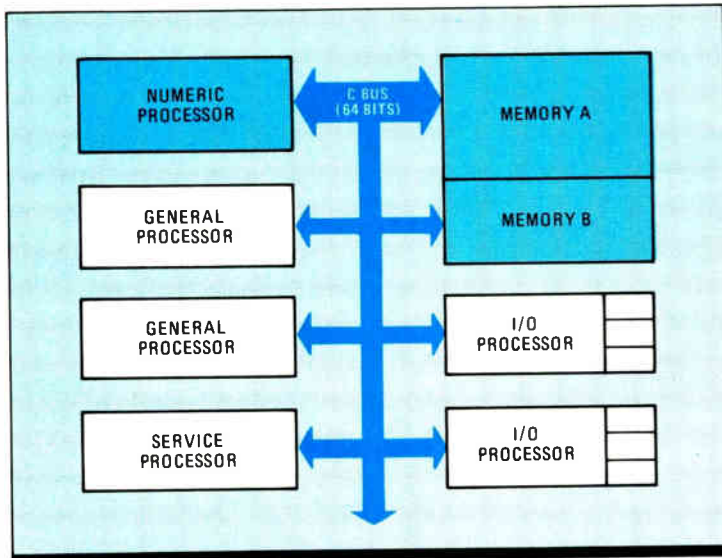 NUMERIC
PROCESSOR
C BUS
(64 BITS)
MEMORY A
GENERAL
PROCESSOR
MEMORY B
GENERAL
PROCESSOR
I/O
PROCESSOR
SERVICE
PROCESSOR
I/O
PROCESSOR